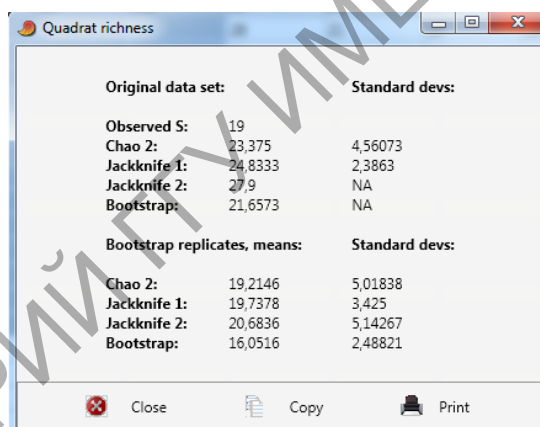 Quadrat richness
Original data set: Standard devs:
Observed S: 19
Chao 2: 23,375 4,56073
Jackknife 1: 24,8333 2,3863
Jackknife 2: 27,9 NA
Bootstrap: 21,6573 NA
Bootstrap replicates, means: Standard devs:
Chao 2: 19,2146 5,01838
Jackknife 1: 19,7378 3,425
Jackknife 2: 20,6836 5,14267
Bootstrap: 16,0516 2,48821
Close Copy Print
ИЙ ГГУ ИМЕ